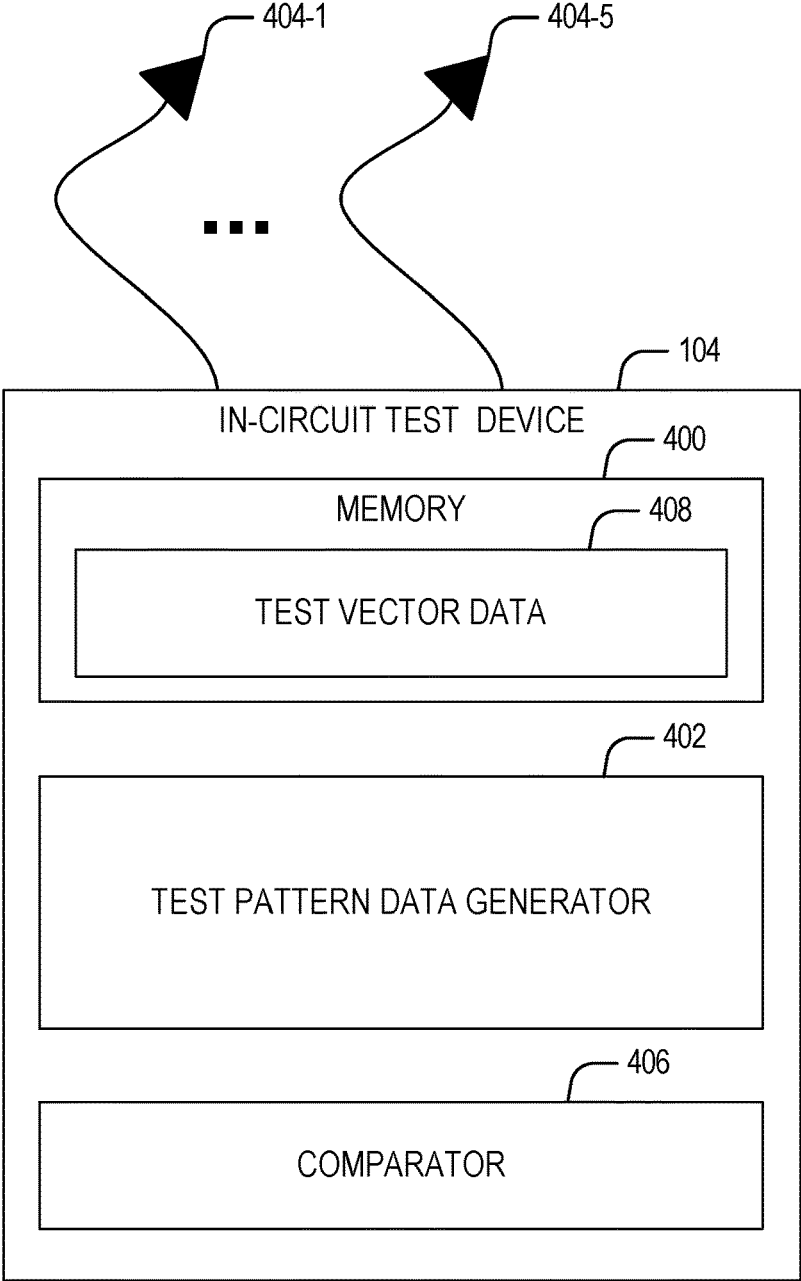 404-1
404-5
104
IN-CIRCUIT TEST DEVICE
400
MEMORY
408
TEST VECTOR DATA
402
TEST PATTERN DATA GENERATOR
406
COMPARATOR